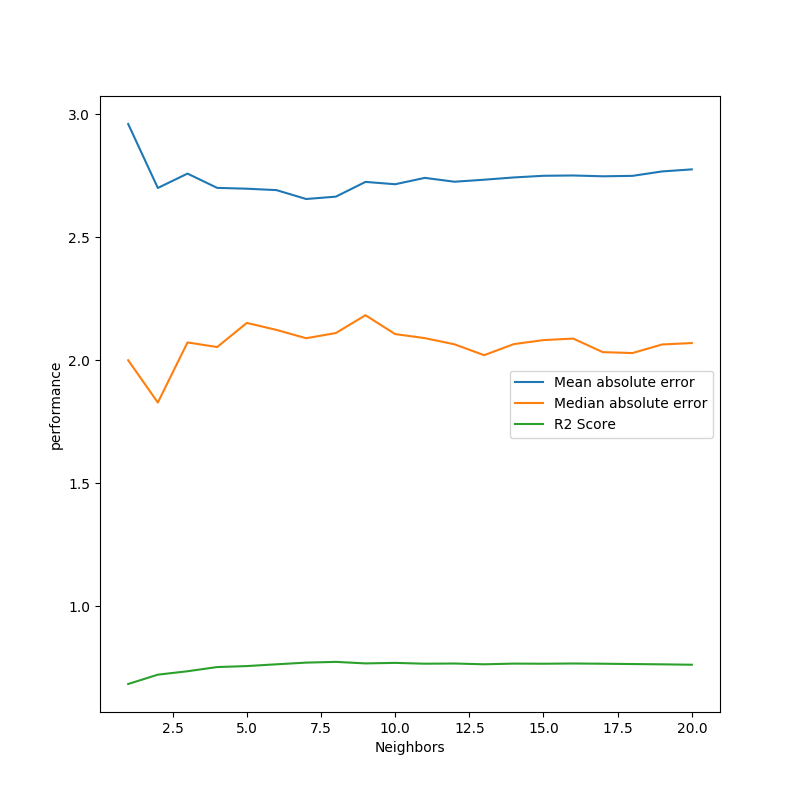 3.0
2.5
2.0
1.5
1.0
performance
Mean absolute error
Median absolute error
R2 Score
2.5 5.0 7.5 10.0 12.5 15.0 17.5 20.0
Neighbors